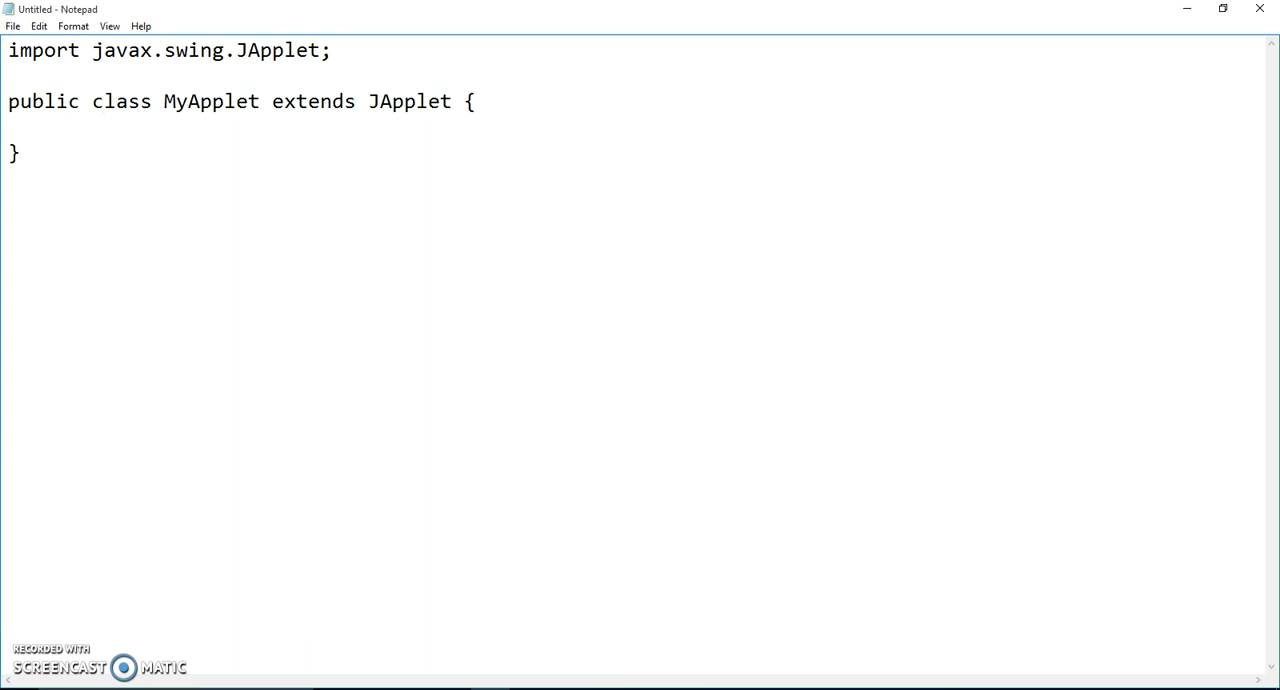 Untitled - Notepad
File Edit Format View Help
import javax.swing.JApplet;
public class MyApplet extends JApplet {
}
RECORDED WITH
SCREENCAST MATIC